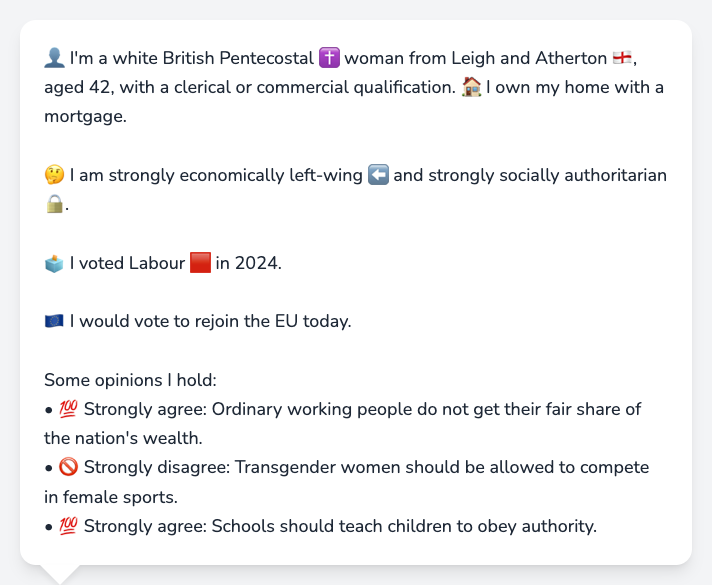 👤 I'm a white British Pentecostal ✝️ woman from Leigh and Atherton 🏴󠁧󠁢󠁥󠁮󠁧󠁿,
aged 42, with a clerical or commercial qualification. 🏠 I own my home with a
mortgage.
🤔 I am strongly economically left-wing ⬅️ and strongly socially authoritarian
🔒.
🗳️ I voted Labour 🟥 in 2024.
🇪🇺 I would vote to rejoin the EU today.
Some opinions I hold:
• 💯 Strongly agree: Ordinary working people do not get their fair share of
the nation's wealth.
• 🚫 Strongly disagree: Transgender women should be allowed to compete
in female sports.
• 💯 Strongly agree: Schools should teach children to obey authority.